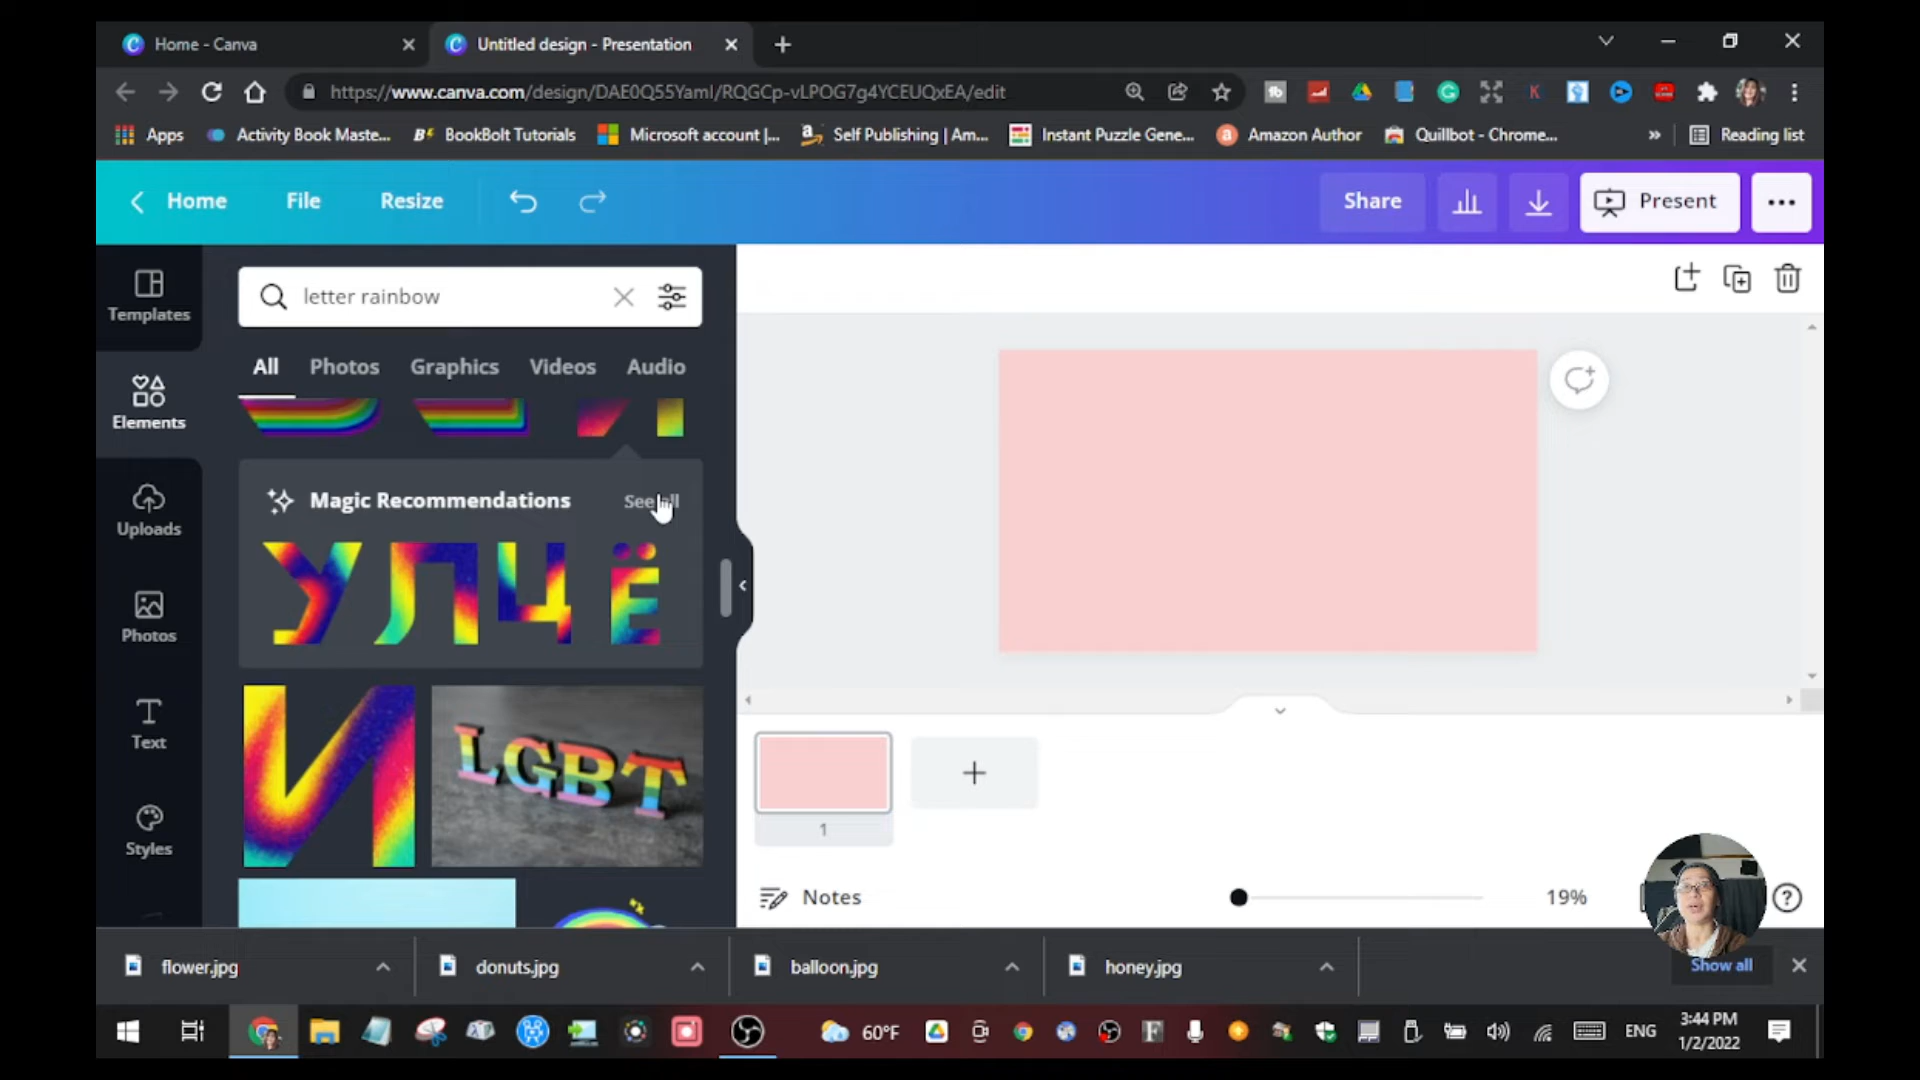 Home - Canva
Untitled design - Presentation
https://www.canva.com/design/DAE0Q55YamI/RQGCp-vLPOG7g4YCEUQxEA/edit
Apps
Activity Book Maste...
BookBolt Tutorials
Microsoft account |...
Self Publishing | Am...
Instant Puzzle Gene...
Amazon Author
Quillbot - Chrome...
»
Reading list
Home
File
Resize
Share
Present
Templates
Elements
Uploads
Photos
Text
Styles
letter rainbow
All
Photos
Graphics
Videos
Audio
Magic Recommendations
See all
У Л Ц Ё
И
LGBT
1
Notes
19%
flower.jpg
donuts.jpg
balloon.jpg
honey.jpg
Show all
60°F
ENG
3:44 PM
1/2/2022